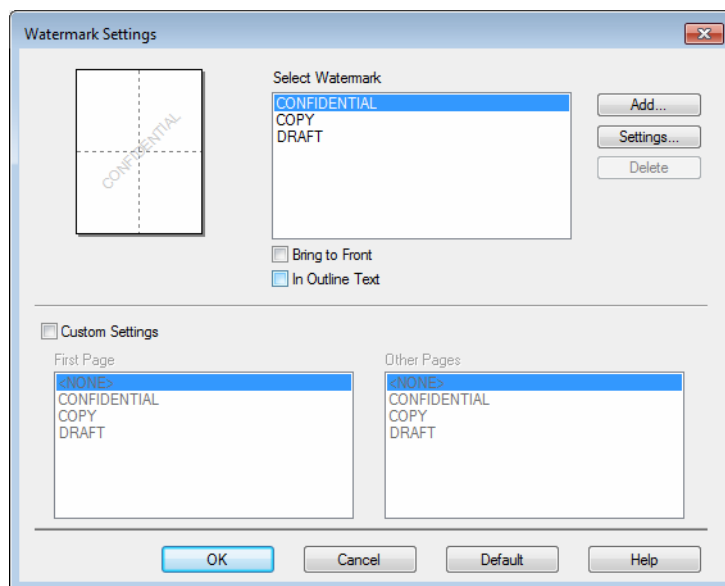 Watermark Settings
Select Watermark
CONFIDENTIAL
COPY
DRAFT
Add...
Settings...
Delete
CONFIDENTIAL
Bring to Front
In Outline Text
Custom Settings
First Page
<NONE>
CONFIDENTIAL
COPY
DRAFT
Other Pages
<NONE>
CONFIDENTIAL
COPY
DRAFT
OK
Cancel
Default
Help